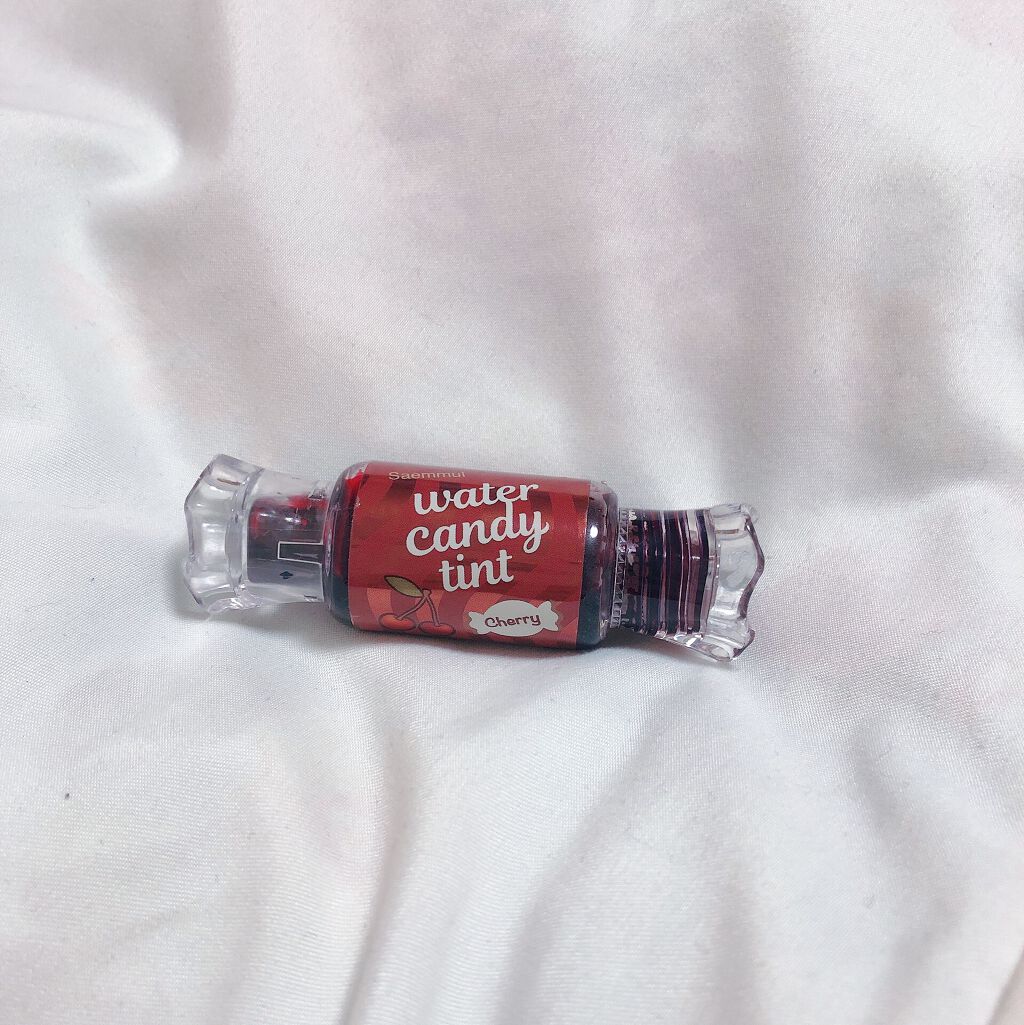 Saemmul
water
candy
tint
Cherry